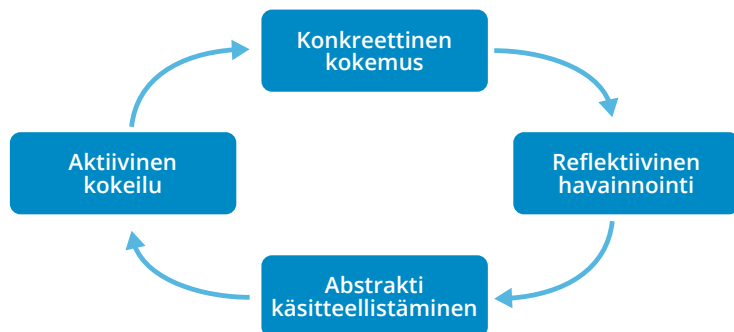 Konkreettinen
kokemus
Reflektiivinen
havainnointi
Abstrakti
käsitteellistäminen
Aktiivinen
kokeilu